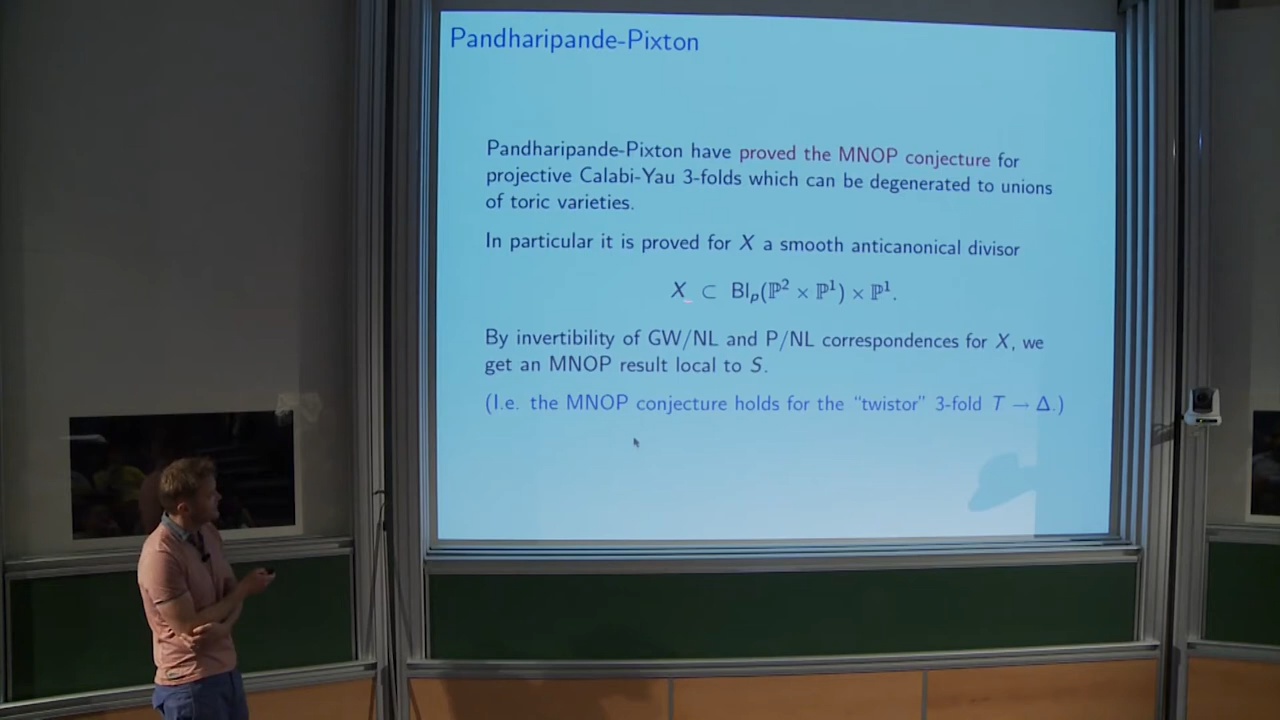 Pandharipande-Pixton
Pandharipande-Pixton have proved the MNOP conjecture for
projective Calabi-Yau 3-folds which can be degenerated to unions
of toric varieties.
In particular it is proved for X a smooth anticanonical divisor
X ⊂ Blₚ(ℙ² × ℙ¹) × ℙ¹.
By invertibility of GW/NL and P/NL correspondences for X, we
get an MNOP result local to S.
(I.e. the MNOP conjecture holds for the “twistor” 3-fold T → Δ.)